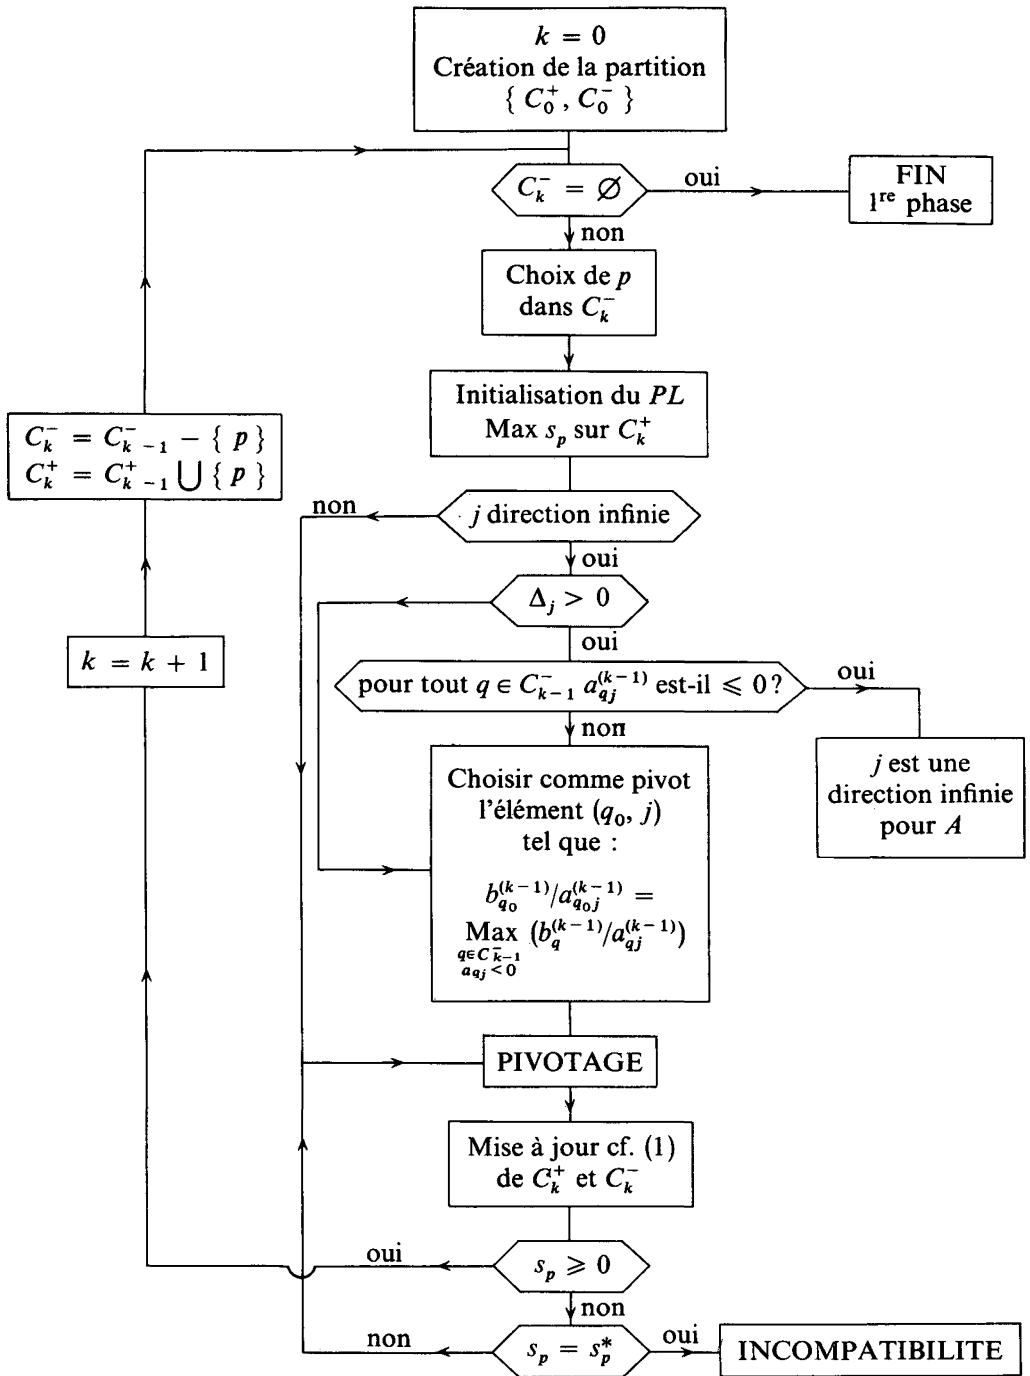 k = 0
Création de la partition
{ C₀⁺, C₀⁻ }
C_k⁻ = ∅
oui
FIN
1re phase
non
Choix de p
dans C_k⁻
Initialisation du PL
Max s_p sur C_k⁺
C_k⁻ = C_{k-1}⁻ − { p }
C_k⁺ = C_{k-1}⁺ ⋃ { p }
non
j direction infinie
oui
Δ_j > 0
oui
k = k + 1
pour tout q ∈ C_{k-1}⁻ a_{qj}^{(k-1)} est-il ⩽ 0?
oui
non
j est une
direction infinie
pour A
Choisir comme pivot
l'élément (q₀, j)
tel que :
b_{q₀}^{(k-1)}/a_{q₀j}^{(k-1)} =
Max (b_q^{(k-1)}/a_{qj}^{(k-1)})
q∈C_{k-1}⁻
a_{qj}<0
PIVOTAGE
Mise à jour cf. (1)
de C_k⁺ et C_k⁻
oui
s_p ⩾ 0
non
non
s_p = s_p*
oui
INCOMPATIBILITE